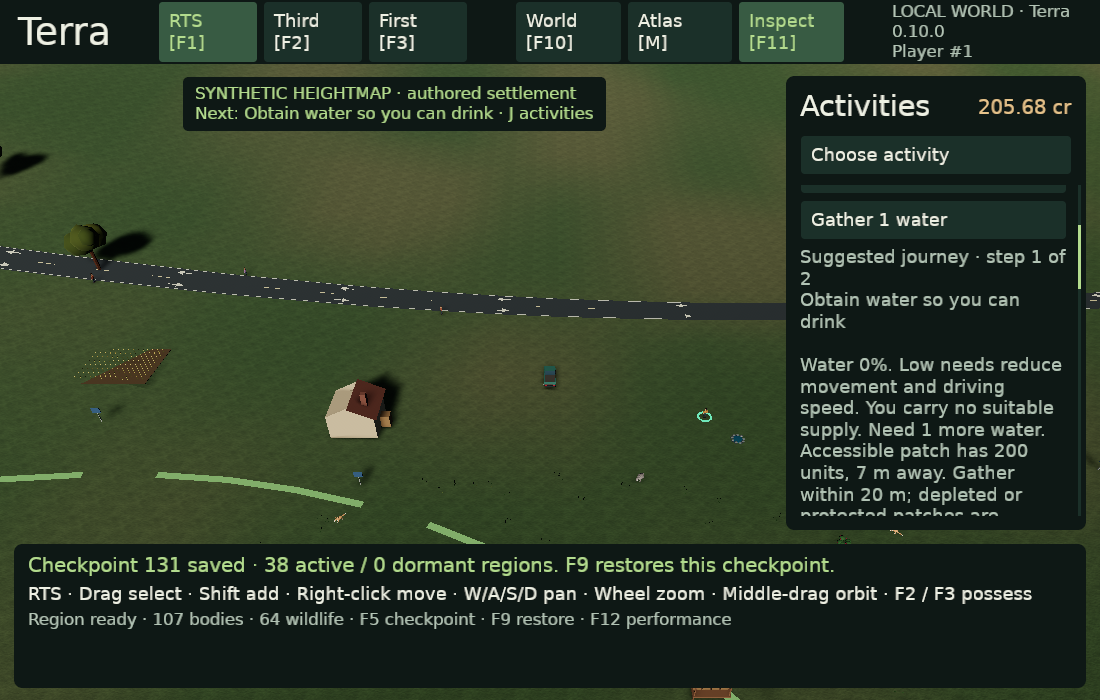 Terra
RTS
[F1]
Third
[F2]
First
[F3]
World
[F10]
Atlas
[M]
Inspect
[F11]
LOCAL WORLD · Terra
0.10.0
Player #1
SYNTHETIC HEIGHTMAP · authored settlement
Next: Obtain water so you can drink · J activities
Activities
205.68 cr
Choose activity
Gather 1 water
Suggested journey · step 1 of
2
Obtain water so you can
drink
Water 0%. Low needs reduce
movement and driving
speed. You carry no suitable
supply. Need 1 more water.
Accessible patch has 200
units, 7 m away. Gather
within 20 m; depleted or
protected patches are
Checkpoint 131 saved · 38 active / 0 dormant regions. F9 restores this checkpoint.
RTS · Drag select · Shift add · Right-click move · W/A/S/D pan · Wheel zoom · Middle-drag orbit · F2 / F3 possess
Region ready · 107 bodies · 64 wildlife · F5 checkpoint · F9 restore · F12 performance